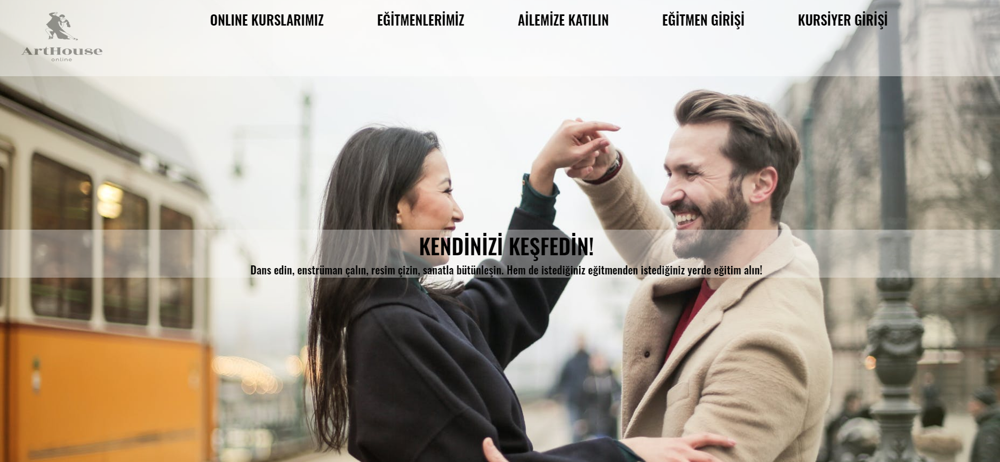 ArtHouse
online
ONLINE KURSLARIMIZ
EĞİTMENLERİMİZ
AİLEMİZE KATILIN
EĞİTMEN GİRİŞİ
KURSİYER GİRİŞİ
KENDİNİZİ KEŞFEDİN!
Dans edin, enstrüman çalın, resim çizin, sanatla bütünleşin. Hem de istediğiniz eğitmenden istediğiniz yerde eğitim alın!